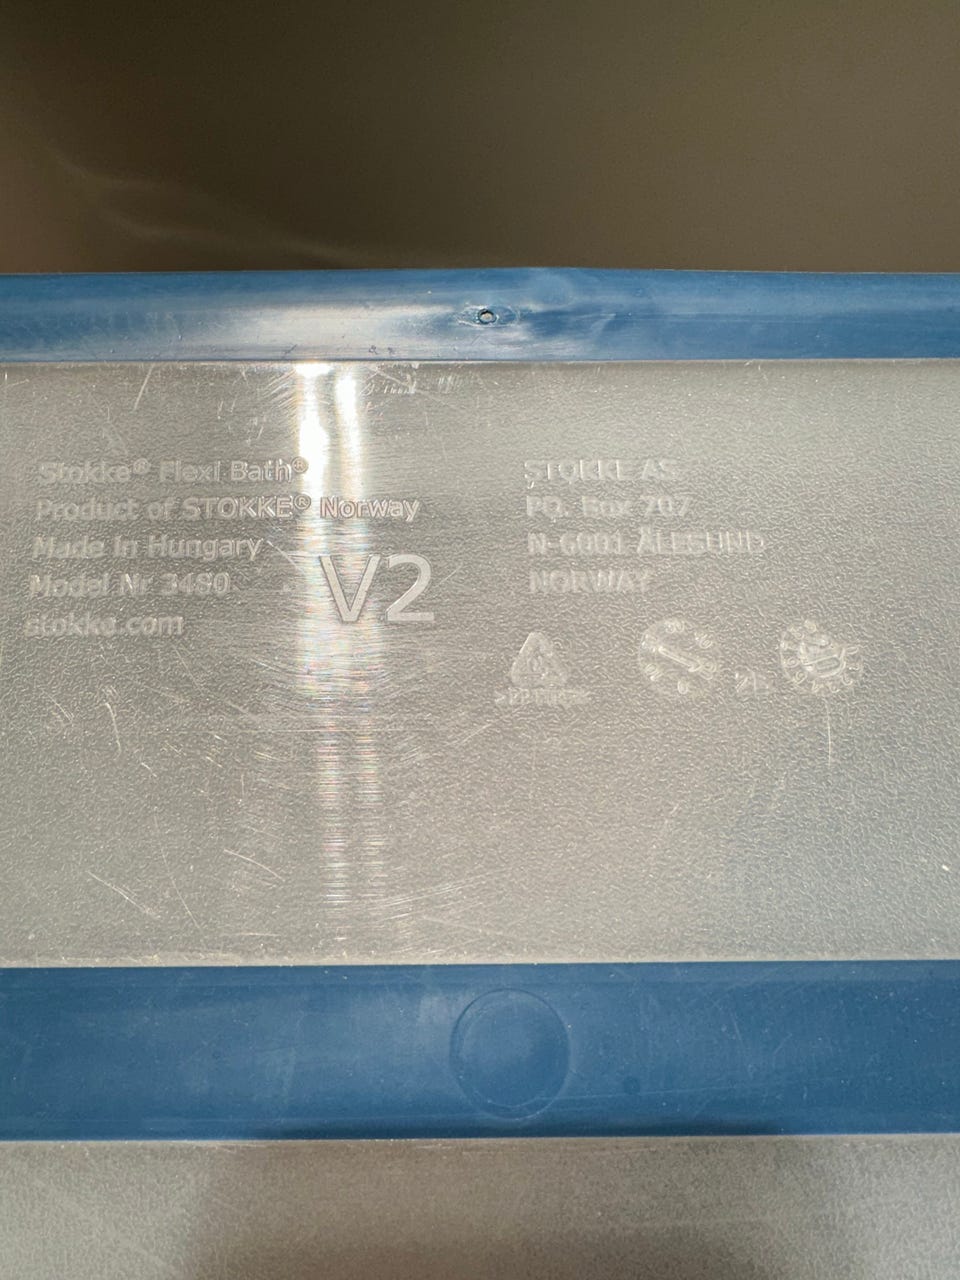 Stokke® Flexi Bath®
Product of STOKKE® Norway
Made in Hungary
Model Nr 3480
stokke.com
V2
STOKKE AS
PO. Box 707
N-6001 ÅLESUND
NORWAY